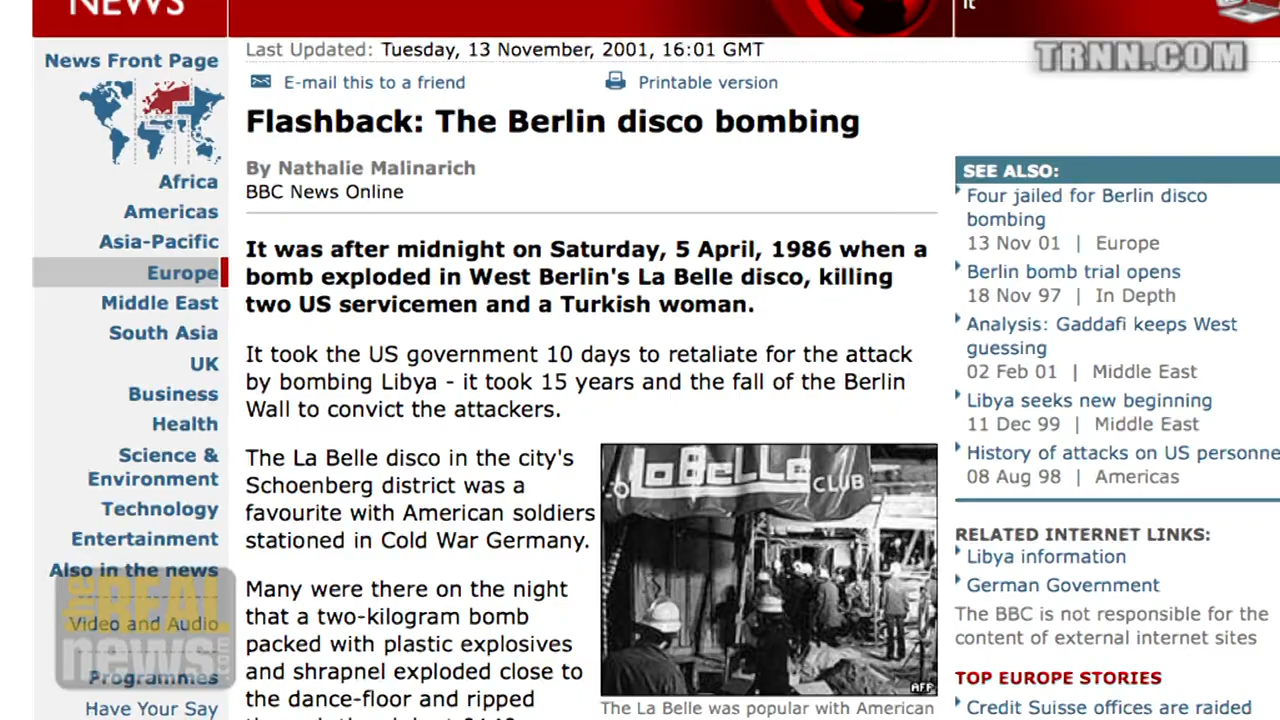 NEWS
it
TRNN.COM
Last Updated: Tuesday, 13 November, 2001, 16:01 GMT
E-mail this to a friend
Printable version
News Front Page
Africa
Americas
Asia-Pacific
Europe
Middle East
South Asia
UK
Business
Health
Science &
Environment
Technology
Entertainment
Also in the news
Video and Audio
Programmes
Have Your Say
THE REAL
news.com
Flashback: The Berlin disco bombing
By Nathalie Malinarich
BBC News Online
It was after midnight on Saturday, 5 April, 1986 when a
bomb exploded in West Berlin's La Belle disco, killing
two US servicemen and a Turkish woman.
It took the US government 10 days to retaliate for the attack
by bombing Libya - it took 15 years and the fall of the Berlin
Wall to convict the attackers.
The La Belle disco in the city's
Schoenberg district was a
favourite with American soldiers
stationed in Cold War Germany.
Many were there on the night
that a two-kilogram bomb
packed with plastic explosives
and shrapnel exploded close to
the dance-floor and ripped
LaBelle
CLUB
AFP
The La Belle was popular with American
SEE ALSO:
Four jailed for Berlin disco
bombing
13 Nov 01 | Europe
Berlin bomb trial opens
18 Nov 97 | In Depth
Analysis: Gaddafi keeps West
guessing
02 Feb 01 | Middle East
Libya seeks new beginning
11 Dec 99 | Middle East
History of attacks on US personne
08 Aug 98 | Americas
RELATED INTERNET LINKS:
Libya information
German Government
The BBC is not responsible for the
content of external internet sites
TOP EUROPE STORIES
Credit Suisse offices are raided